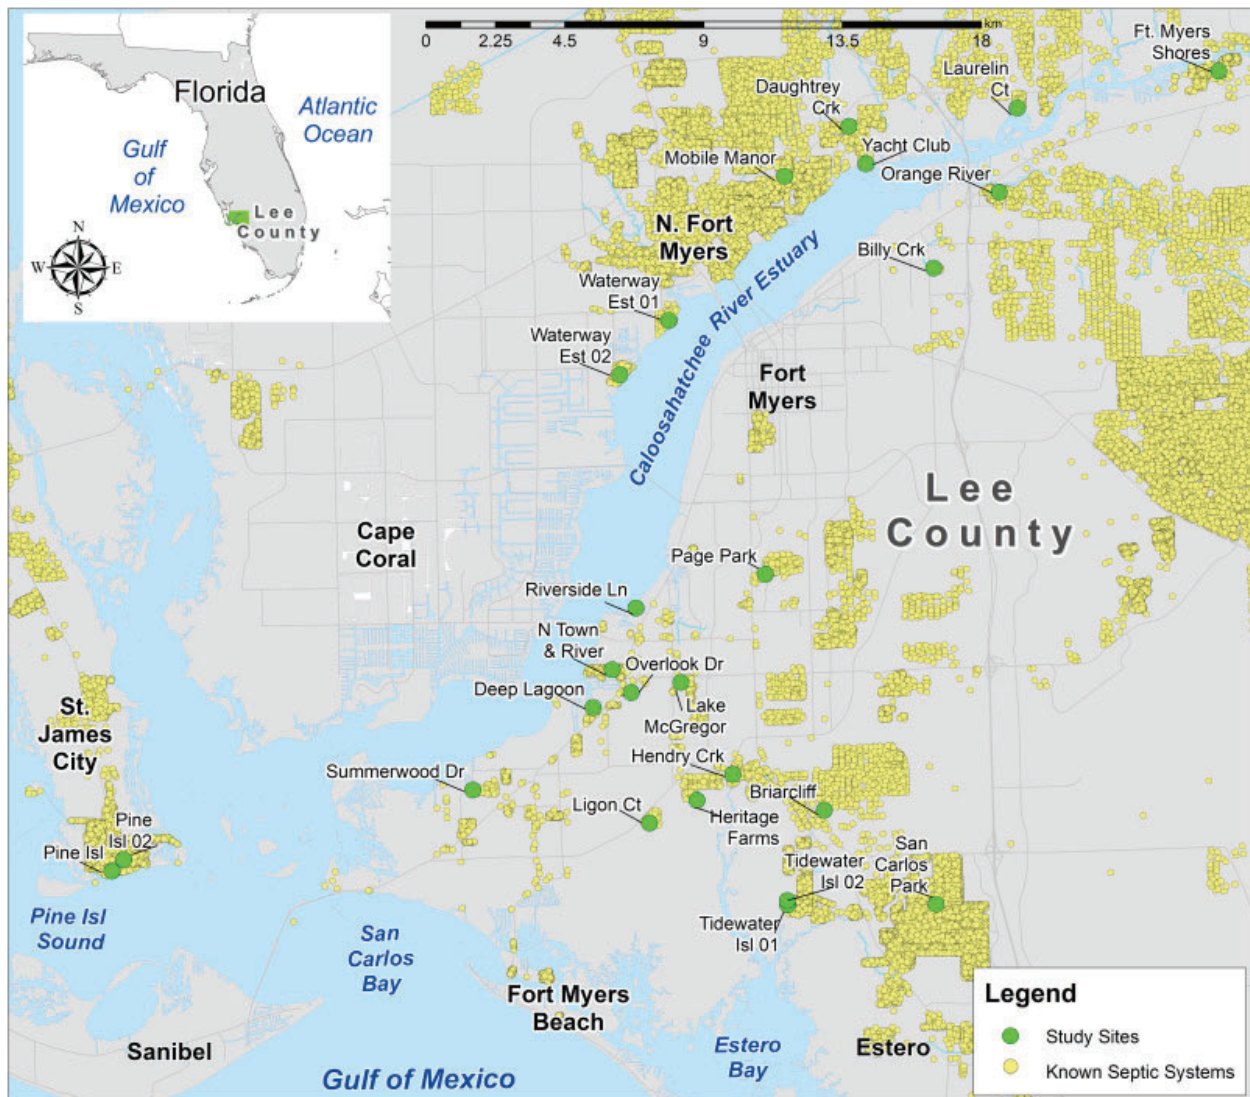 km
0 2.25 4.5 9 13.5 18
Florida
Atlantic
Ocean
Gulf
of
Mexico
Lee
County
N
W E
S
Ft. Myers
Shores
Laurelin
Ct
Daughtrey
Crk
Yacht Club
Mobile Manor
Orange River
N. Fort
Myers
Billy Crk
Waterway
Est 01
Caloosahatchee River Estuary
Waterway
Est 02
Fort
Myers
Lee
County
Cape
Coral
Page Park
Riverside Ln
N Town
& River
Overlook Dr
Deep Lagoon
Lake
McGregor
St.
James
City
Hendry Crk
Summerwood Dr
Briarcliff
Ligon Ct
Heritage
Farms
Pine
Isl 02
Pine Isl
San
Carlos
Park
Tidewater
Isl 02
Tidewater
Isl 01
Pine Isl
Sound
San
Carlos
Bay
Fort Myers
Beach
Sanibel
Estero
Bay
Estero
Gulf of Mexico
Legend
Study Sites
Known Septic Systems